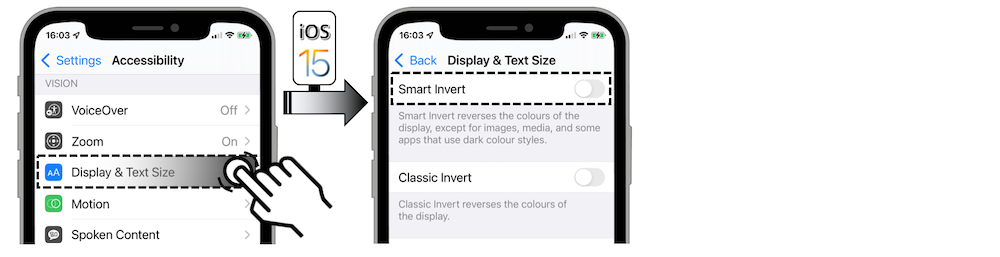 16:03
Settings Accessibility
VISION
VoiceOver Off
Zoom On
AA Display & Text Size
Motion
Spoken Content
iOS
15
16:03
Back Display & Text Size
Smart Invert
Smart Invert reverses the colours of the
display, except for images, media, and some
apps that use dark colour styles.
Classic Invert
Classic Invert reverses the colours of
the display.